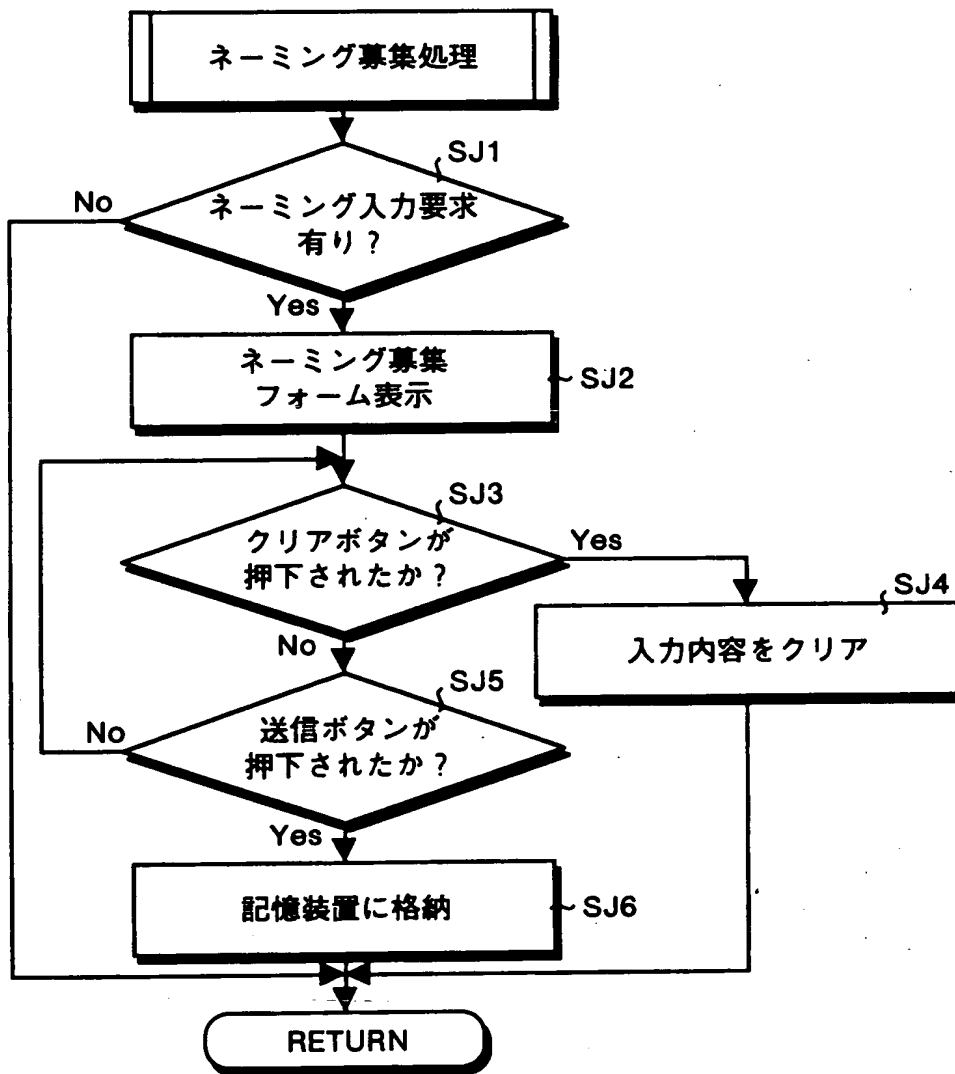 ネーミング募集処理
SJ1
No
ネーミング入力要求
有り?
Yes
ネーミング募集
フォーム表示
SJ2
SJ3
クリアボタンが
押下されたか?
Yes
SJ4
No
入力内容をクリア
SJ5
送信ボタンが
押下されたか?
No
Yes
記憶装置に格納
SJ6
RETURN